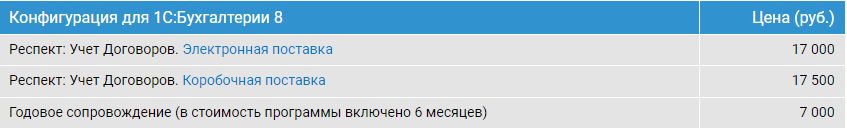 Конфигурация для 1С:Бухгалтерии 8 Цена (руб.)
Респект: Учет Договоров. Электронная поставка 17 000
Респект: Учет Договоров. Коробочная поставка 17 500
Годовое сопровождение (в стоимость программы включено 6 месяцев) 7 000